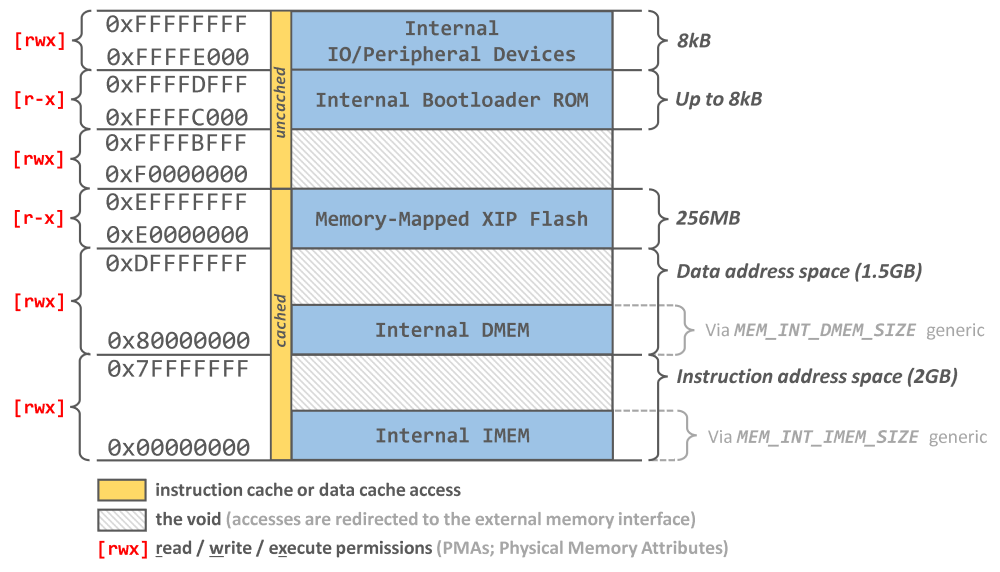 [rwx] 0xFFFFFFFF Internal
0xFFFFE000 IO/Peripheral Devices 8kB
[r-x] 0xFFFFDFFF Internal Bootloader ROM Up to 8kB
0xFFFFC000
uncached
[rwx] 0xFFFFBFFF
0xF0000000
[r-x] 0xEFFFFFFF Memory-Mapped XIP Flash 256MB
0xE0000000
0xDFFFFFFF Data address space (1.5GB)
[rwx]
cached
0x80000000 Internal DMEM Via MEM_INT_DMEM_SIZE generic
0x7FFFFFFF Instruction address space (2GB)
[rwx]
0x00000000 Internal IMEM Via MEM_INT_IMEM_SIZE generic
instruction cache or data cache access
the void (accesses are redirected to the external memory interface)
[rwx] read / write / execute permissions (PMAs; Physical Memory Attributes)